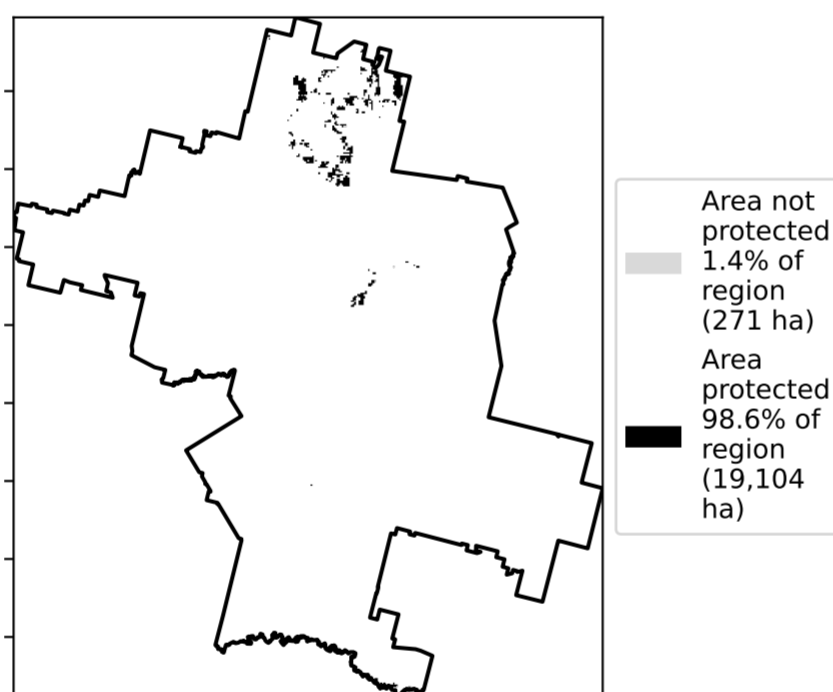 Area not
protected
1.4% of
region
(271 ha)
Area
protected
98.6% of
region
(19,104
ha)